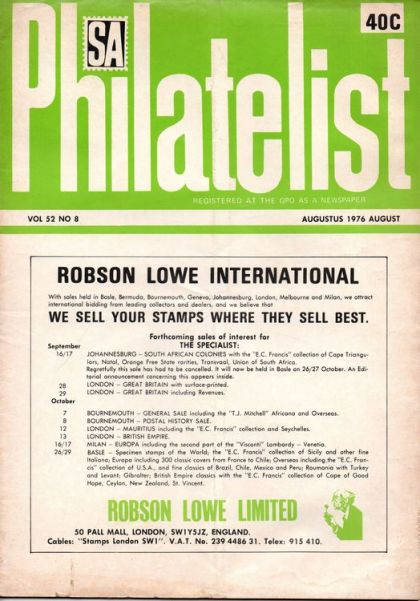 SA
40C
Philatelist
REGISTERED AT THE GPO AS A NEWSPAPER
VOL 52 NO 8 AUGUSTUS 1976 AUGUST
ROBSON LOWE INTERNATIONAL
With sales held in Basle, Bermuda, Bournemouth, Geneva, Johannesburg, London, Melbourne and Milan, we attract
international bidding from leading collectors and dealers, and we believe that
WE SELL YOUR STAMPS WHERE THEY SELL BEST.
Forthcoming sales of interest for
THE SPECIALIST:
September
16/17 JOHANNESBURG – SOUTH AFRICAN COLONIES with the "E.C. Francis" collection of Cape Triangu-
lars, Natal, Orange Free State rarities, Transvaal, Union of South Africa.
Regretfully this sale has had to be cancelled. It will now be held in Basle on 26/27 October. An Edi-
torial announcement concerning this appears inside.
28 LONDON – GREAT BRITAIN with surface-printed.
29 LONDON – GREAT BRITAIN including Revenues.
October
7 BOURNEMOUTH – GENERAL SALE including the "T.J. Mitchell" Africana and Overseas.
8 BOURNEMOUTH – POSTAL HISTORY SALE.
12 LONDON – MAURITIUS including the "E.C. Francis" collection and Seychelles.
13 LONDON – BRITISH EMPIRE.
16/17 MILAN – EUROPA including the second part of the "Visconti" Lombardy – Venetia.
26/29 BASLE – Specimen stamps of the World; the "E.C. Francis" collection of Sicily and other fine
Italians; Europe including 300 classic covers from France to Chile; Overseas including the "E.C. Fran-
cis" collection of U.S.A., and fine classics of Brazil, Chile, Mexico and Peru; Roumania with Turkey
and Levant; Gibralter; British Empire classics with the "E.C. Francis" collection of Cape of Good
Hope, Ceylon, New Zealand, St. Vincent.
ROBSON LOWE LIMITED
50 PALL MALL, LONDON, SW1Y5JZ, ENGLAND.
Cables: "Stamps London SW1". V.A.T. No. 239 4486 31. Telex: 915 410.